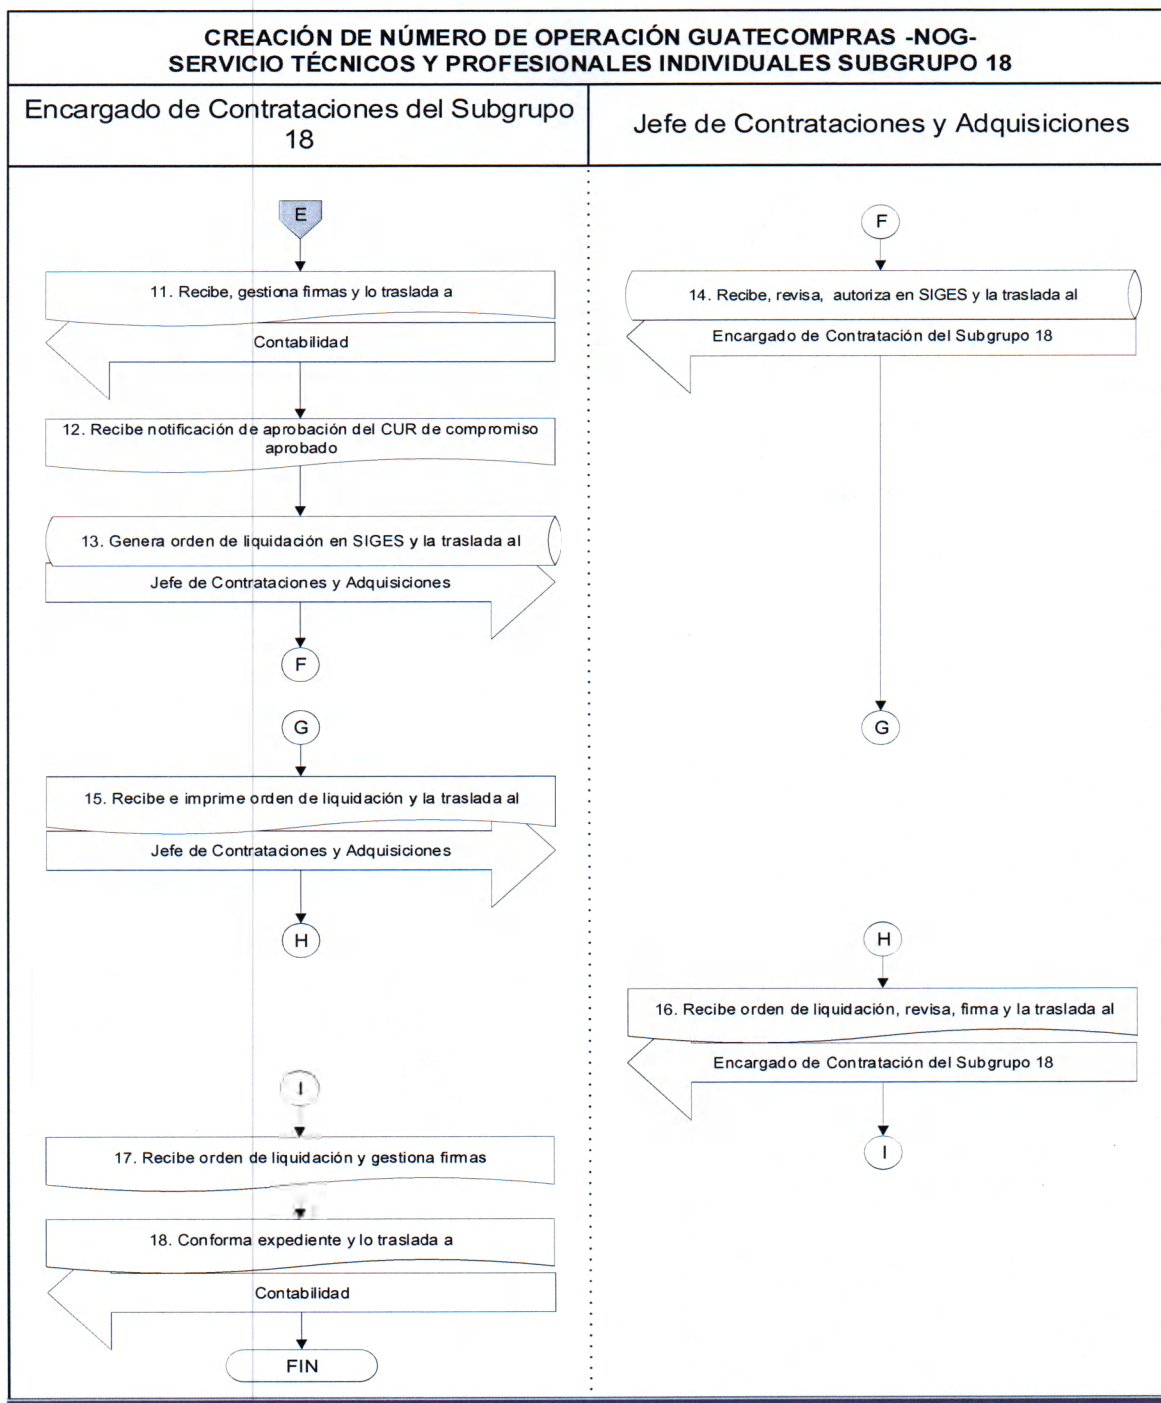 CREACIÓN DE NÚMERO DE OPERACIÓN GUATECOMPRAS -NOG-
SERVICIO TÉCNICOS Y PROFESIONALES INDIVIDUALES SUBGRUPO 18
Encargado de Contrataciones del Subgrupo
18
Jefe de Contrataciones y Adquisiciones
E
11. Recibe, gestiona firmas y lo traslada a
Contabilidad
12. Recibe notificación de aprobación del CUR de compromiso
aprobado
13. Genera orden de liquidación en SIGES y la traslada al
Jefe de Contrataciones y Adquisiciones
F
F
14. Recibe, revisa, autoriza en SIGES y la traslada al
Encargado de Contratación del Subgrupo 18
G
G
15. Recibe e imprime orden de liquidación y la traslada al
Jefe de Contrataciones y Adquisiciones
H
H
16. Recibe orden de liquidación, revisa, firma y la traslada al
Encargado de Contratación del Subgrupo 18
I
I
17. Recibe orden de liquidación y gestiona firmas
18. Conforma expediente y lo traslada a
Contabilidad
FIN